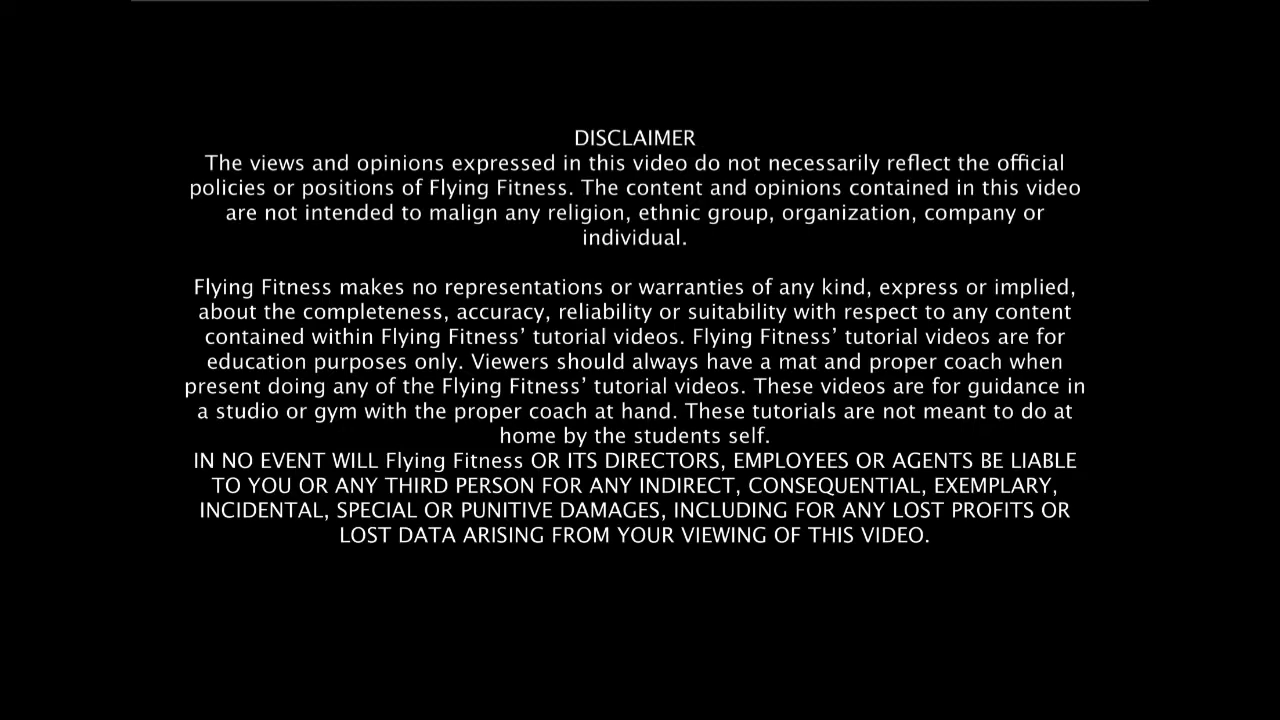 DISCLAIMER
The views and opinions expressed in this video do not necessarily reflect the official
policies or positions of Flying Fitness. The content and opinions contained in this video
are not intended to malign any religion, ethnic group, organization, company or
individual.
Flying Fitness makes no representations or warranties of any kind, express or implied,
about the completeness, accuracy, reliability or suitability with respect to any content
contained within Flying Fitness’ tutorial videos. Flying Fitness’ tutorial videos are for
education purposes only. Viewers should always have a mat and proper coach when
present doing any of the Flying Fitness’ tutorial videos. These videos are for guidance in
a studio or gym with the proper coach at hand. These tutorials are not meant to do at
home by the students self.
IN NO EVENT WILL Flying Fitness OR ITS DIRECTORS, EMPLOYEES OR AGENTS BE LIABLE
TO YOU OR ANY THIRD PERSON FOR ANY INDIRECT, CONSEQUENTIAL, EXEMPLARY,
INCIDENTAL, SPECIAL OR PUNITIVE DAMAGES, INCLUDING FOR ANY LOST PROFITS OR
LOST DATA ARISING FROM YOUR VIEWING OF THIS VIDEO.